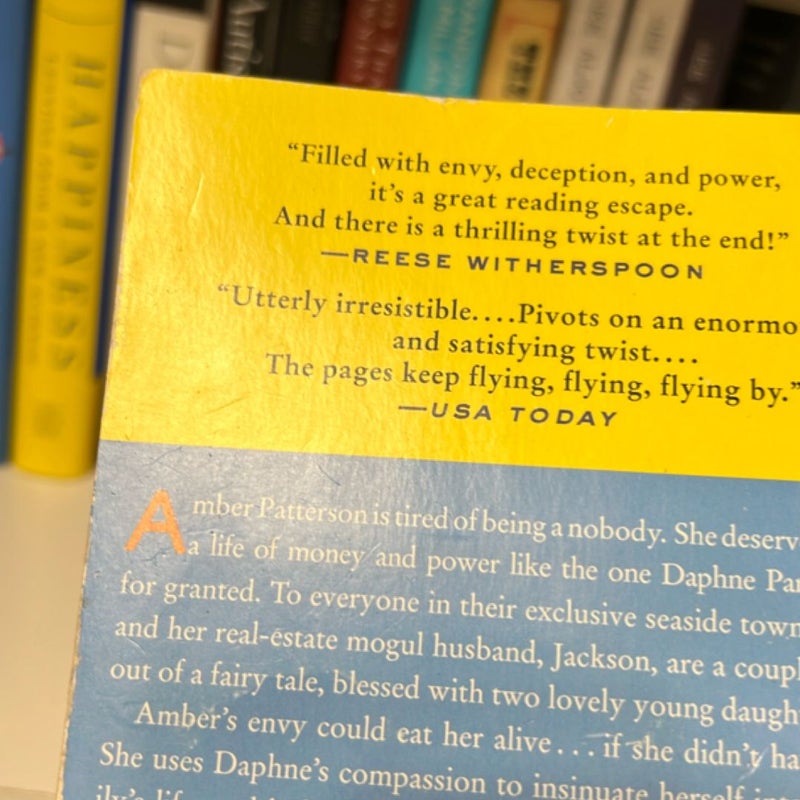 HAPPINESS
“Filled with envy, deception, and power,
it’s a great reading escape.
And there is a thrilling twist at the end!”
—REESE WITHERSPOON
“Utterly irresistible....Pivots on an enormo
and satisfying twist....
The pages keep flying, flying, flying by.”
—USA TODAY
Amber Patterson is tired of being a nobody. She deserv
a life of money and power like the one Daphne Par
for granted. To everyone in their exclusive seaside town
and her real-estate mogul husband, Jackson, are a coupl
out of a fairy tale, blessed with two lovely young daugh
Amber’s envy could eat her alive... if she didn’t ha
She uses Daphne’s compassion to insinuate herself